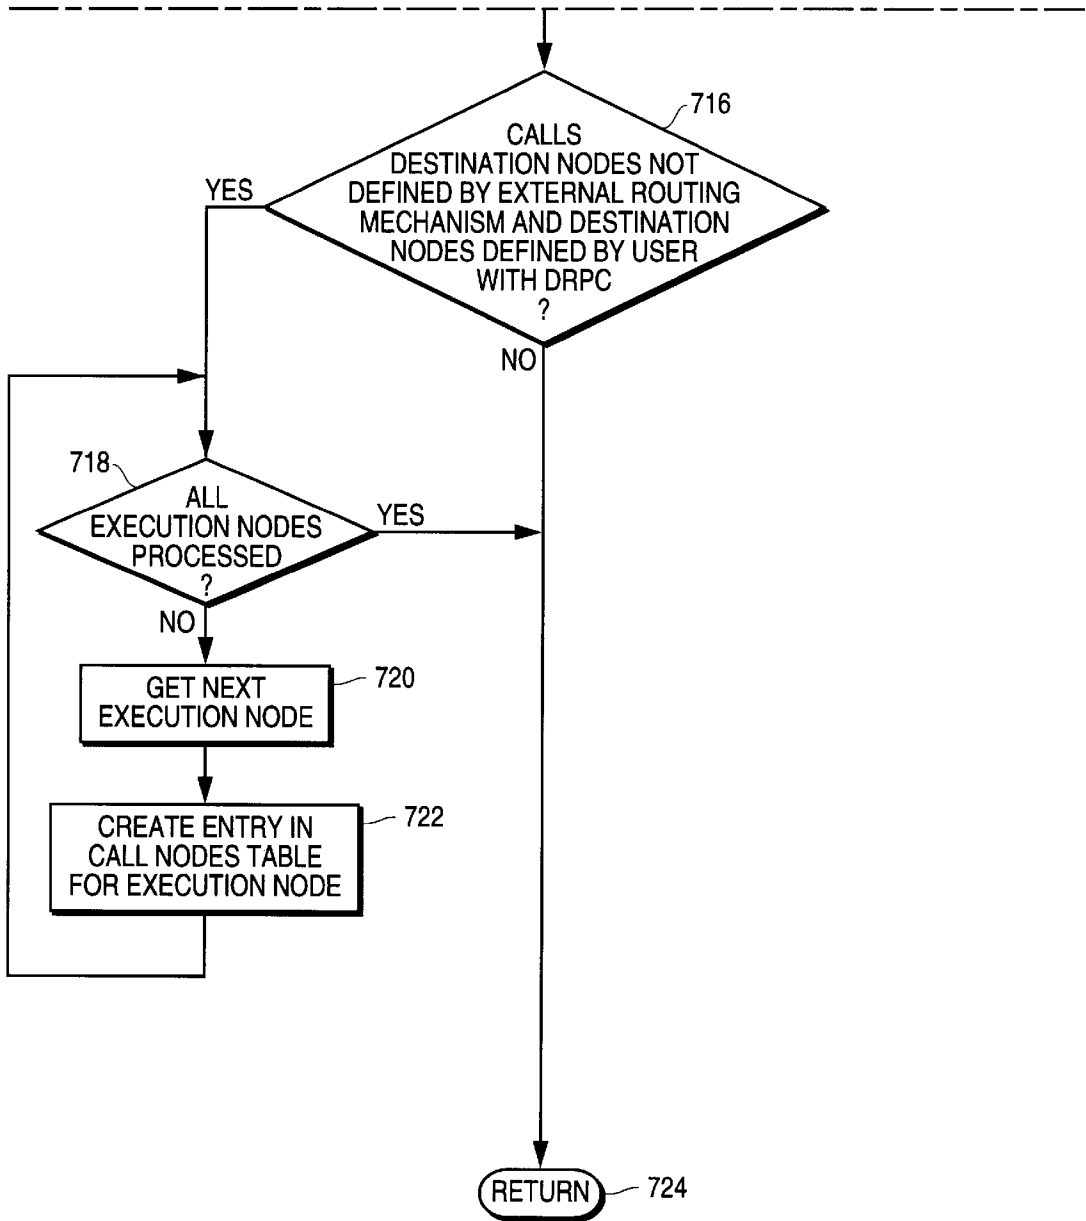 716
CALLS
DESTINATION NODES NOT
DEFINED BY EXTERNAL ROUTING
MECHANISM AND DESTINATION
NODES DEFINED BY USER
WITH DRPC
?
YES
NO
718
ALL
EXECUTION NODES
PROCESSED
?
YES
NO
GET NEXT
EXECUTION NODE
720
CREATE ENTRY IN
CALL NODES TABLE
FOR EXECUTION NODE
722
RETURN
724